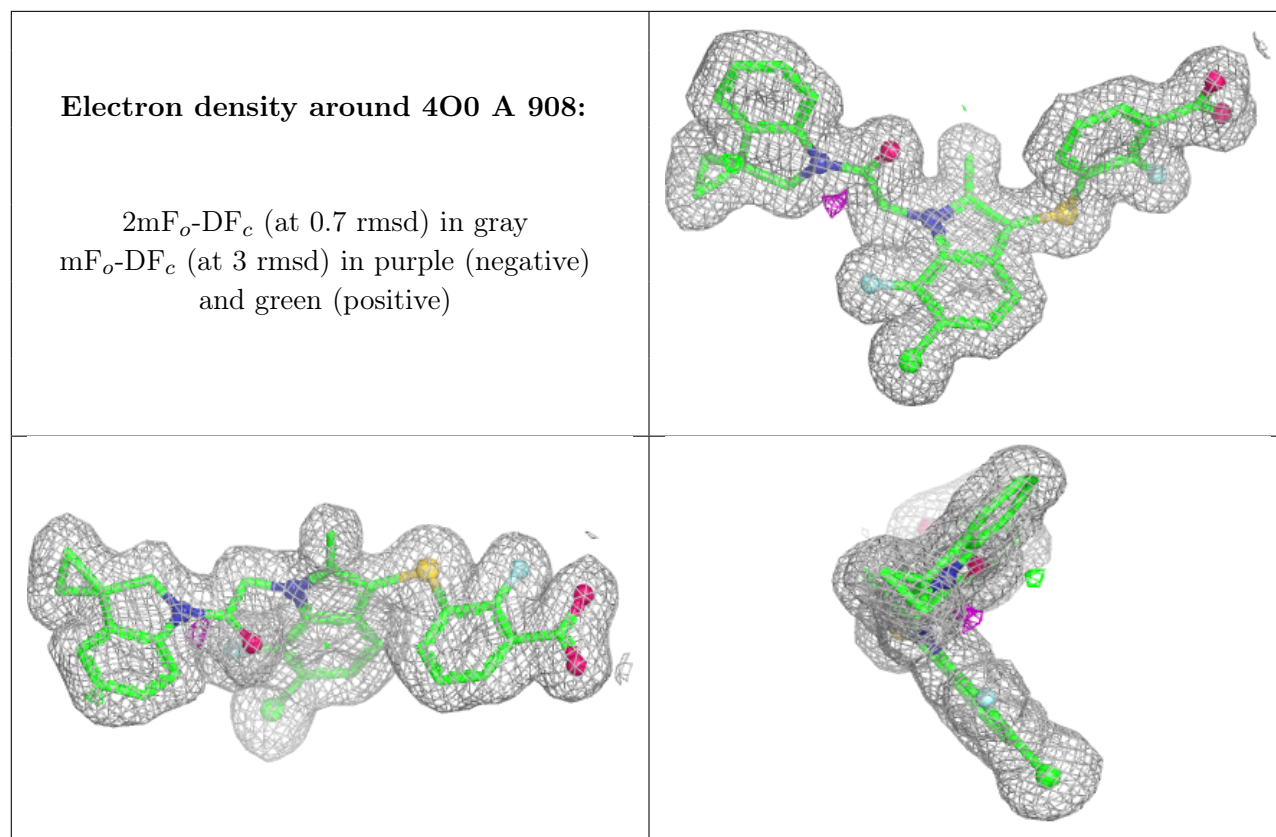 Electron density around 4O0 A 908:
2mFo-DFc (at 0.7 rmsd) in gray
mFo-DFc (at 3 rmsd) in purple (negative)
and green (positive)